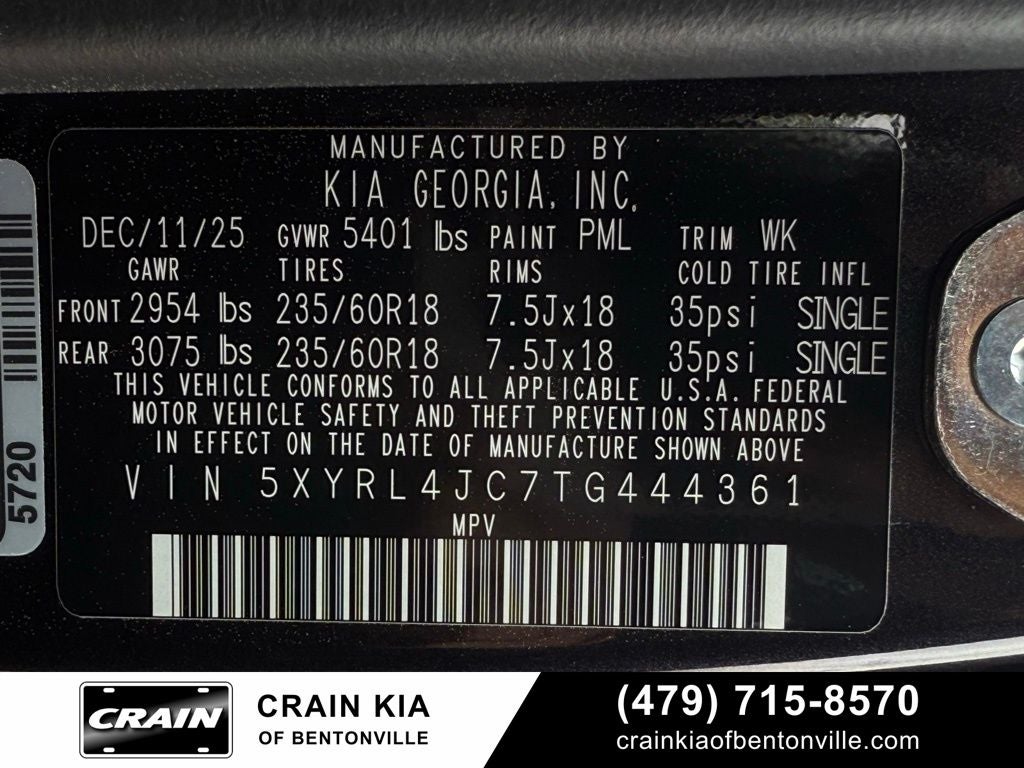 MANUFACTURED BY
KIA GEORGIA, INC.
DEC/11/25 GVWR 5401 lbs PAINT PML TRIM WK
GAWR TIRES RIMS COLD TIRE INFL
FRONT 2954 lbs 235/60R18 7.5Jx18 35psi SINGLE
REAR 3075 lbs 235/60R18 7.5Jx18 35psi SINGLE
THIS VEHICLE CONFORMS TO ALL APPLICABLE U.S.A. FEDERAL
MOTOR VEHICLE SAFETY AND THEFT PREVENTION STANDARDS
IN EFFECT ON THE DATE OF MANUFACTURE SHOWN ABOVE
VIN 5XYRL4JC7TG444361
MPV
5720
CRAIN
CRAIN KIA
OF BENTONVILLE
(479) 715-8570
crainkiaofbentonville.com